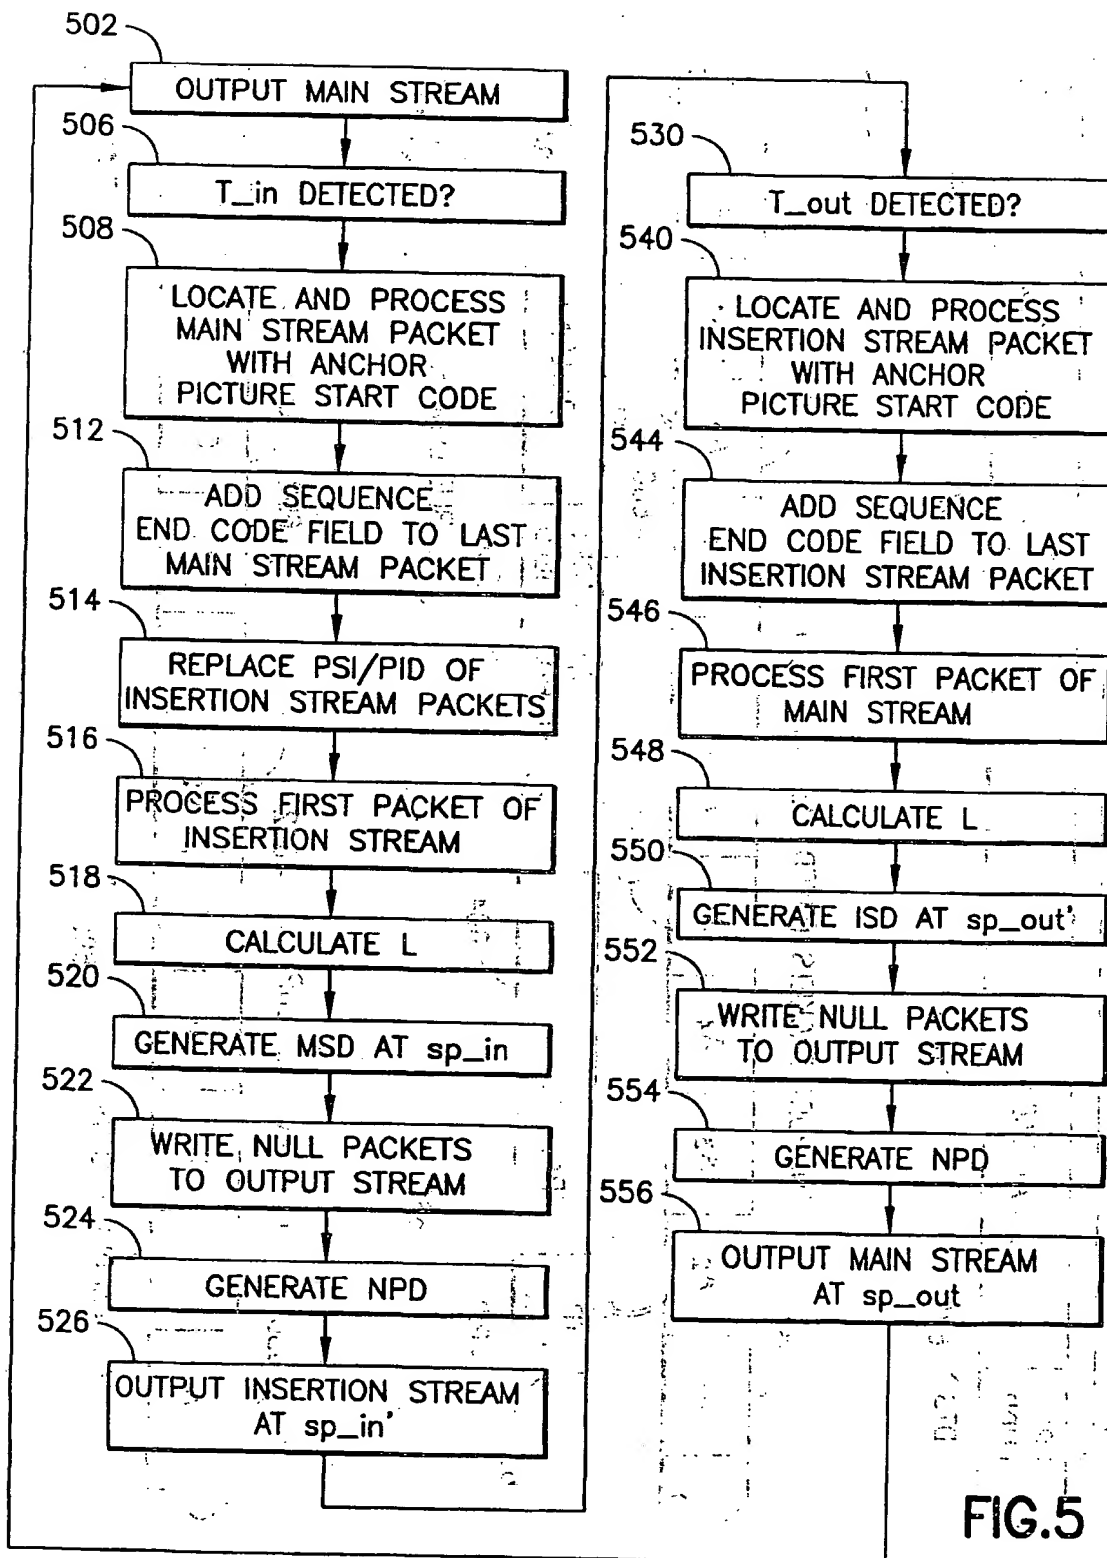 502
OUTPUT MAIN STREAM
506
T_in DETECTED?
508
LOCATE AND PROCESS
MAIN STREAM PACKET
WITH ANCHOR
PICTURE START CODE
512
ADD SEQUENCE
END CODE FIELD TO LAST
MAIN STREAM PACKET
514
REPLACE PSI/PID OF
INSERTION STREAM PACKETS
516
PROCESS FIRST PACKET OF
INSERTION STREAM
518
CALCULATE L
520
GENERATE MSD AT sp_in
522
WRITE NULL PACKETS
TO OUTPUT STREAM
524
GENERATE NPD
526
OUTPUT INSERTION STREAM
AT sp_in'
530
T_out DETECTED?
540
LOCATE AND PROCESS
INSERTION STREAM PACKET
WITH ANCHOR
PICTURE START CODE
544
ADD SEQUENCE
END CODE FIELD TO LAST
INSERTION STREAM PACKET
546
PROCESS FIRST PACKET OF
MAIN STREAM
548
CALCULATE L
550
GENERATE ISD AT sp_out'
552
WRITE NULL PACKETS
TO OUTPUT STREAM
554
GENERATE NPD
556
OUTPUT MAIN STREAM
AT sp_out
FIG.5